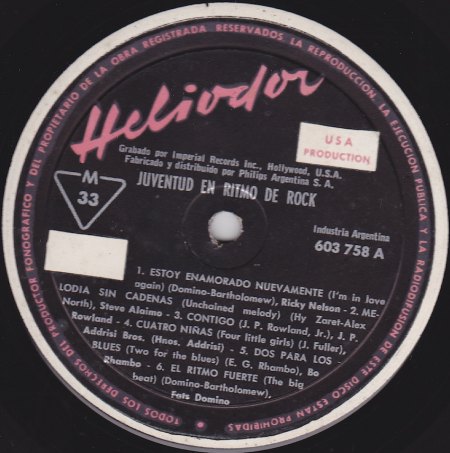 TODOS LOS DERECHOS DEL PRODUCTOR FONOGRAFICO Y DEL PROPIETARIO DE LA OBRA REGISTRADA RESERVADOS LA REPRODUCCION, LA EJECUCION PUBLICA Y LA RADIODIFUSION DE ESTE DISCO ESTAN PROHIBIDAS
Heliodor
USA
PRODUCTION
Grabado por Imperial Records Inc., Hollywood, U.S.A.
Fabricado y distribuido por Philips Argentina S. A.
M
33
JUVENTUD EN RITMO DE ROCK
Industria Argentina
603 758 A
1. ESTOY ENAMORADO NUEVAMENTE (I'm in love
again) (Domino-Bartholomew), Ricky Nelson - 2. ME-
LODIA SIN CADENAS (Unchained melody) (Hy Zaret-Alex
North), Steve Alaimo - 3. CONTIGO (J. P. Rowland, Jr.), J. P.
Rowland - 4. CUATRO NIÑAS (Four little girls) (J. Fuller),
Addrisi Bros. (Hnos. Addrisi) - 5. DOS PARA LOS
BLUES (Two for the blues) (E. G. Rhambo), Bo
Rhambo - 6. EL RITMO FUERTE (The big
beat) (Domino-Bartholomew),
Fats Domino